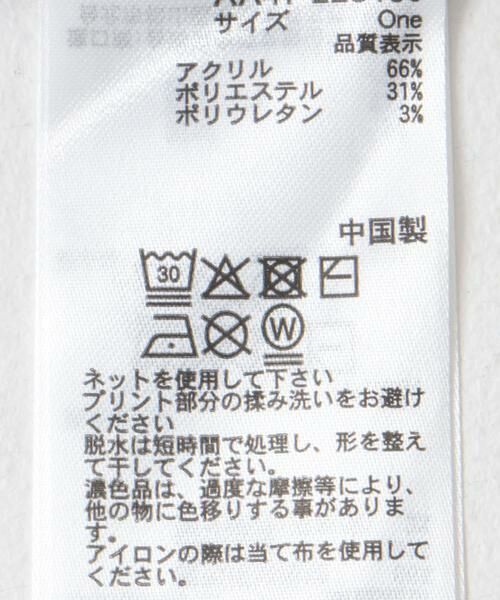 サイズ One
品質表示
アクリル 66%
ポリエステル 31%
ポリウレタン 3%
中国製
30
W
ネットを使用して下さい
プリント部分の揉み洗いをお避け
ください
脱水は短時間で処理し、形を整え
て干してください。
濃色品は、過度な摩擦等により、
他の物に色移りする事がありま
す。
アイロンの際は当て布を使用して
ください。